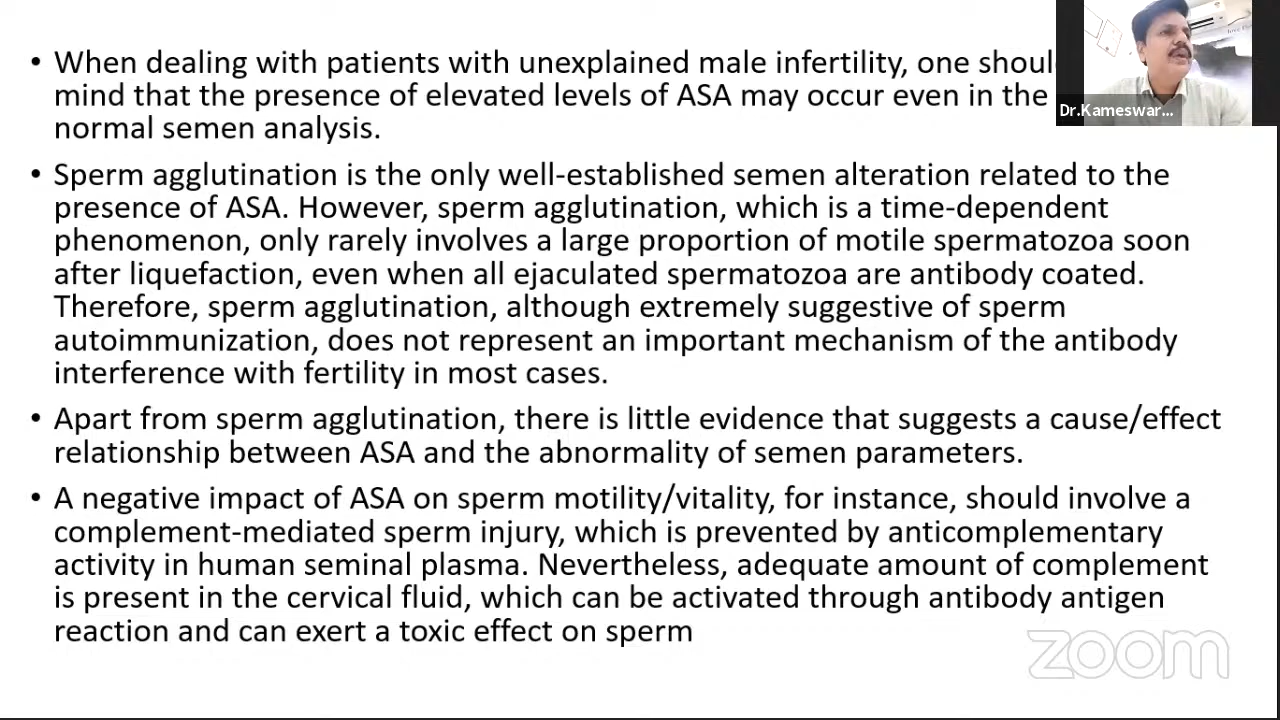 • When dealing with patients with unexplained male infertility, one shoul
mind that the presence of elevated levels of ASA may occur even in the
normal semen analysis.
• Sperm agglutination is the only well-established semen alteration related to the
presence of ASA. However, sperm agglutination, which is a time-dependent
phenomenon, only rarely involves a large proportion of motile spermatozoa soon
after liquefaction, even when all ejaculated spermatozoa are antibody coated.
Therefore, sperm agglutination, although extremely suggestive of sperm
autoimmunization, does not represent an important mechanism of the antibody
interference with fertility in most cases.
• Apart from sperm agglutination, there is little evidence that suggests a cause/effect
relationship between ASA and the abnormality of semen parameters.
• A negative impact of ASA on sperm motility/vitality, for instance, should involve a
complement-mediated sperm injury, which is prevented by anticomplementary
activity in human seminal plasma. Nevertheless, adequate amount of complement
is present in the cervical fluid, which can be activated through antibody antigen
reaction and can exert a toxic effect on sperm
Dr.Kameswar...
zoom